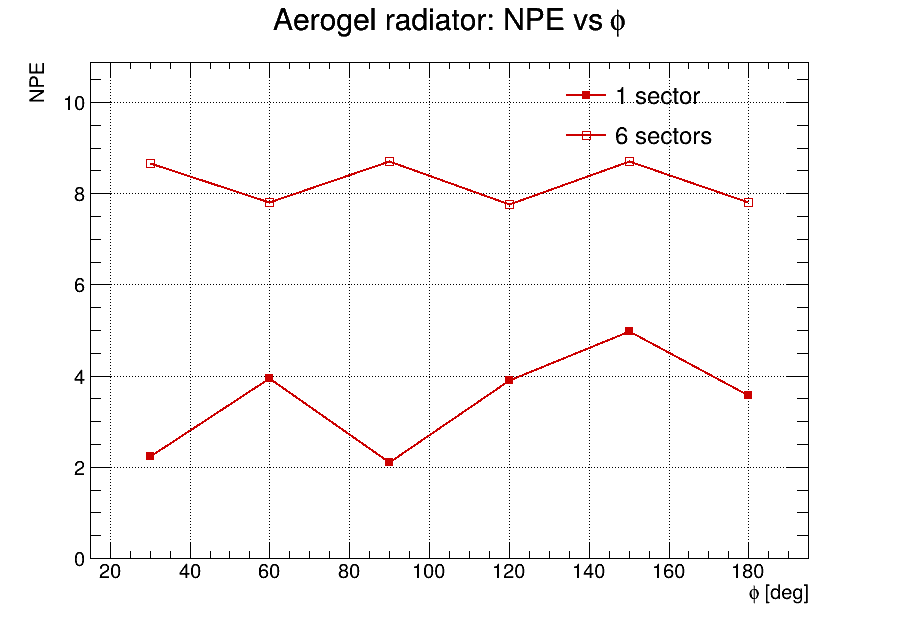 Aerogel radiator: NPE vs ϕ
NPE
1 sector
6 sectors
10
8
6
4
2
0
20 40 60 80 100 120 140 160 180
ϕ [deg]